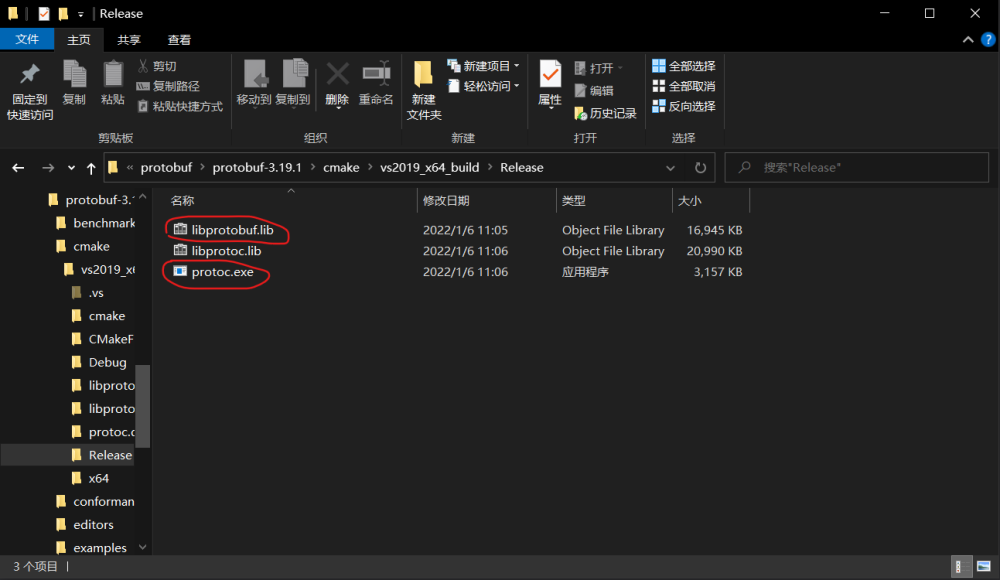 Release
文件 主页 共享 查看
固定到快速访问
复制
粘贴
剪切
复制路径
粘贴快捷方式
剪贴板
移动到 复制到 删除 重命名
组织
新建文件夹
新建项目
轻松访问
新建
属性
打开
编辑
历史记录
打开
全部选择
全部取消
反向选择
选择
« protobuf › protobuf-3.19.1 › cmake › vs2019_x64_build › Release
搜索"Release"
protobuf-3.1
benchmark
cmake
vs2019_x6
.vs
cmake
CMakeF
Debug
libproto
libproto
protoc.c
Release
x64
conforman
editors
examples
名称 修改日期 类型 大小
libprotobuf.lib 2022/1/6 11:05 Object File Library 16,945 KB
libprotoc.lib 2022/1/6 11:06 Object File Library 20,990 KB
protoc.exe 2022/1/6 11:06 应用程序 3,157 KB
3 个项目